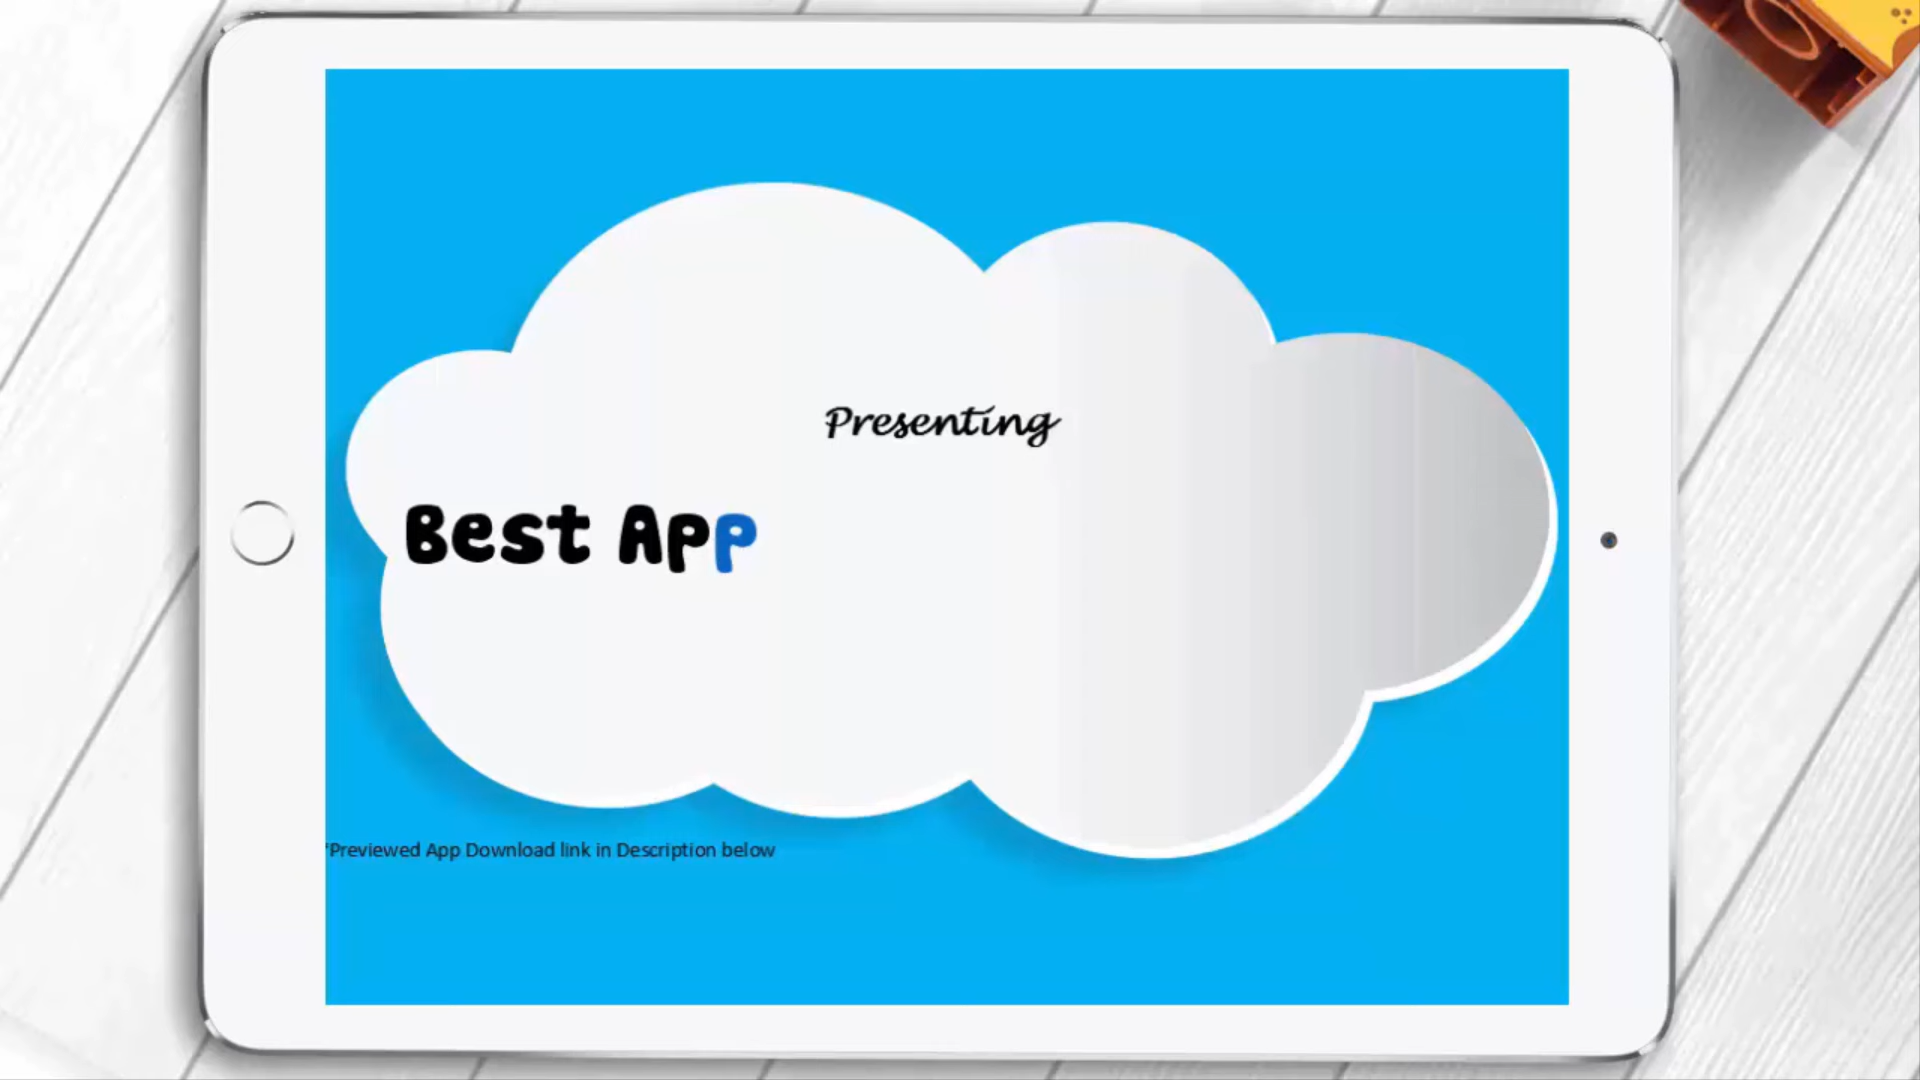 Presenting
Best App
*Previewed App Download link in Description below